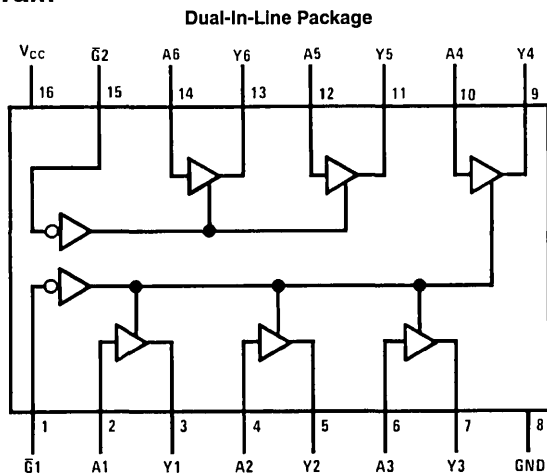 Dual-In-Line Package
VCC G̅2 A6 Y6 A5 Y5 A4 Y4
16 15 14 13 12 11 10 9
1 2 3 4 5 6 7 8
G̅1 A1 Y1 A2 Y2 A3 Y3 GND